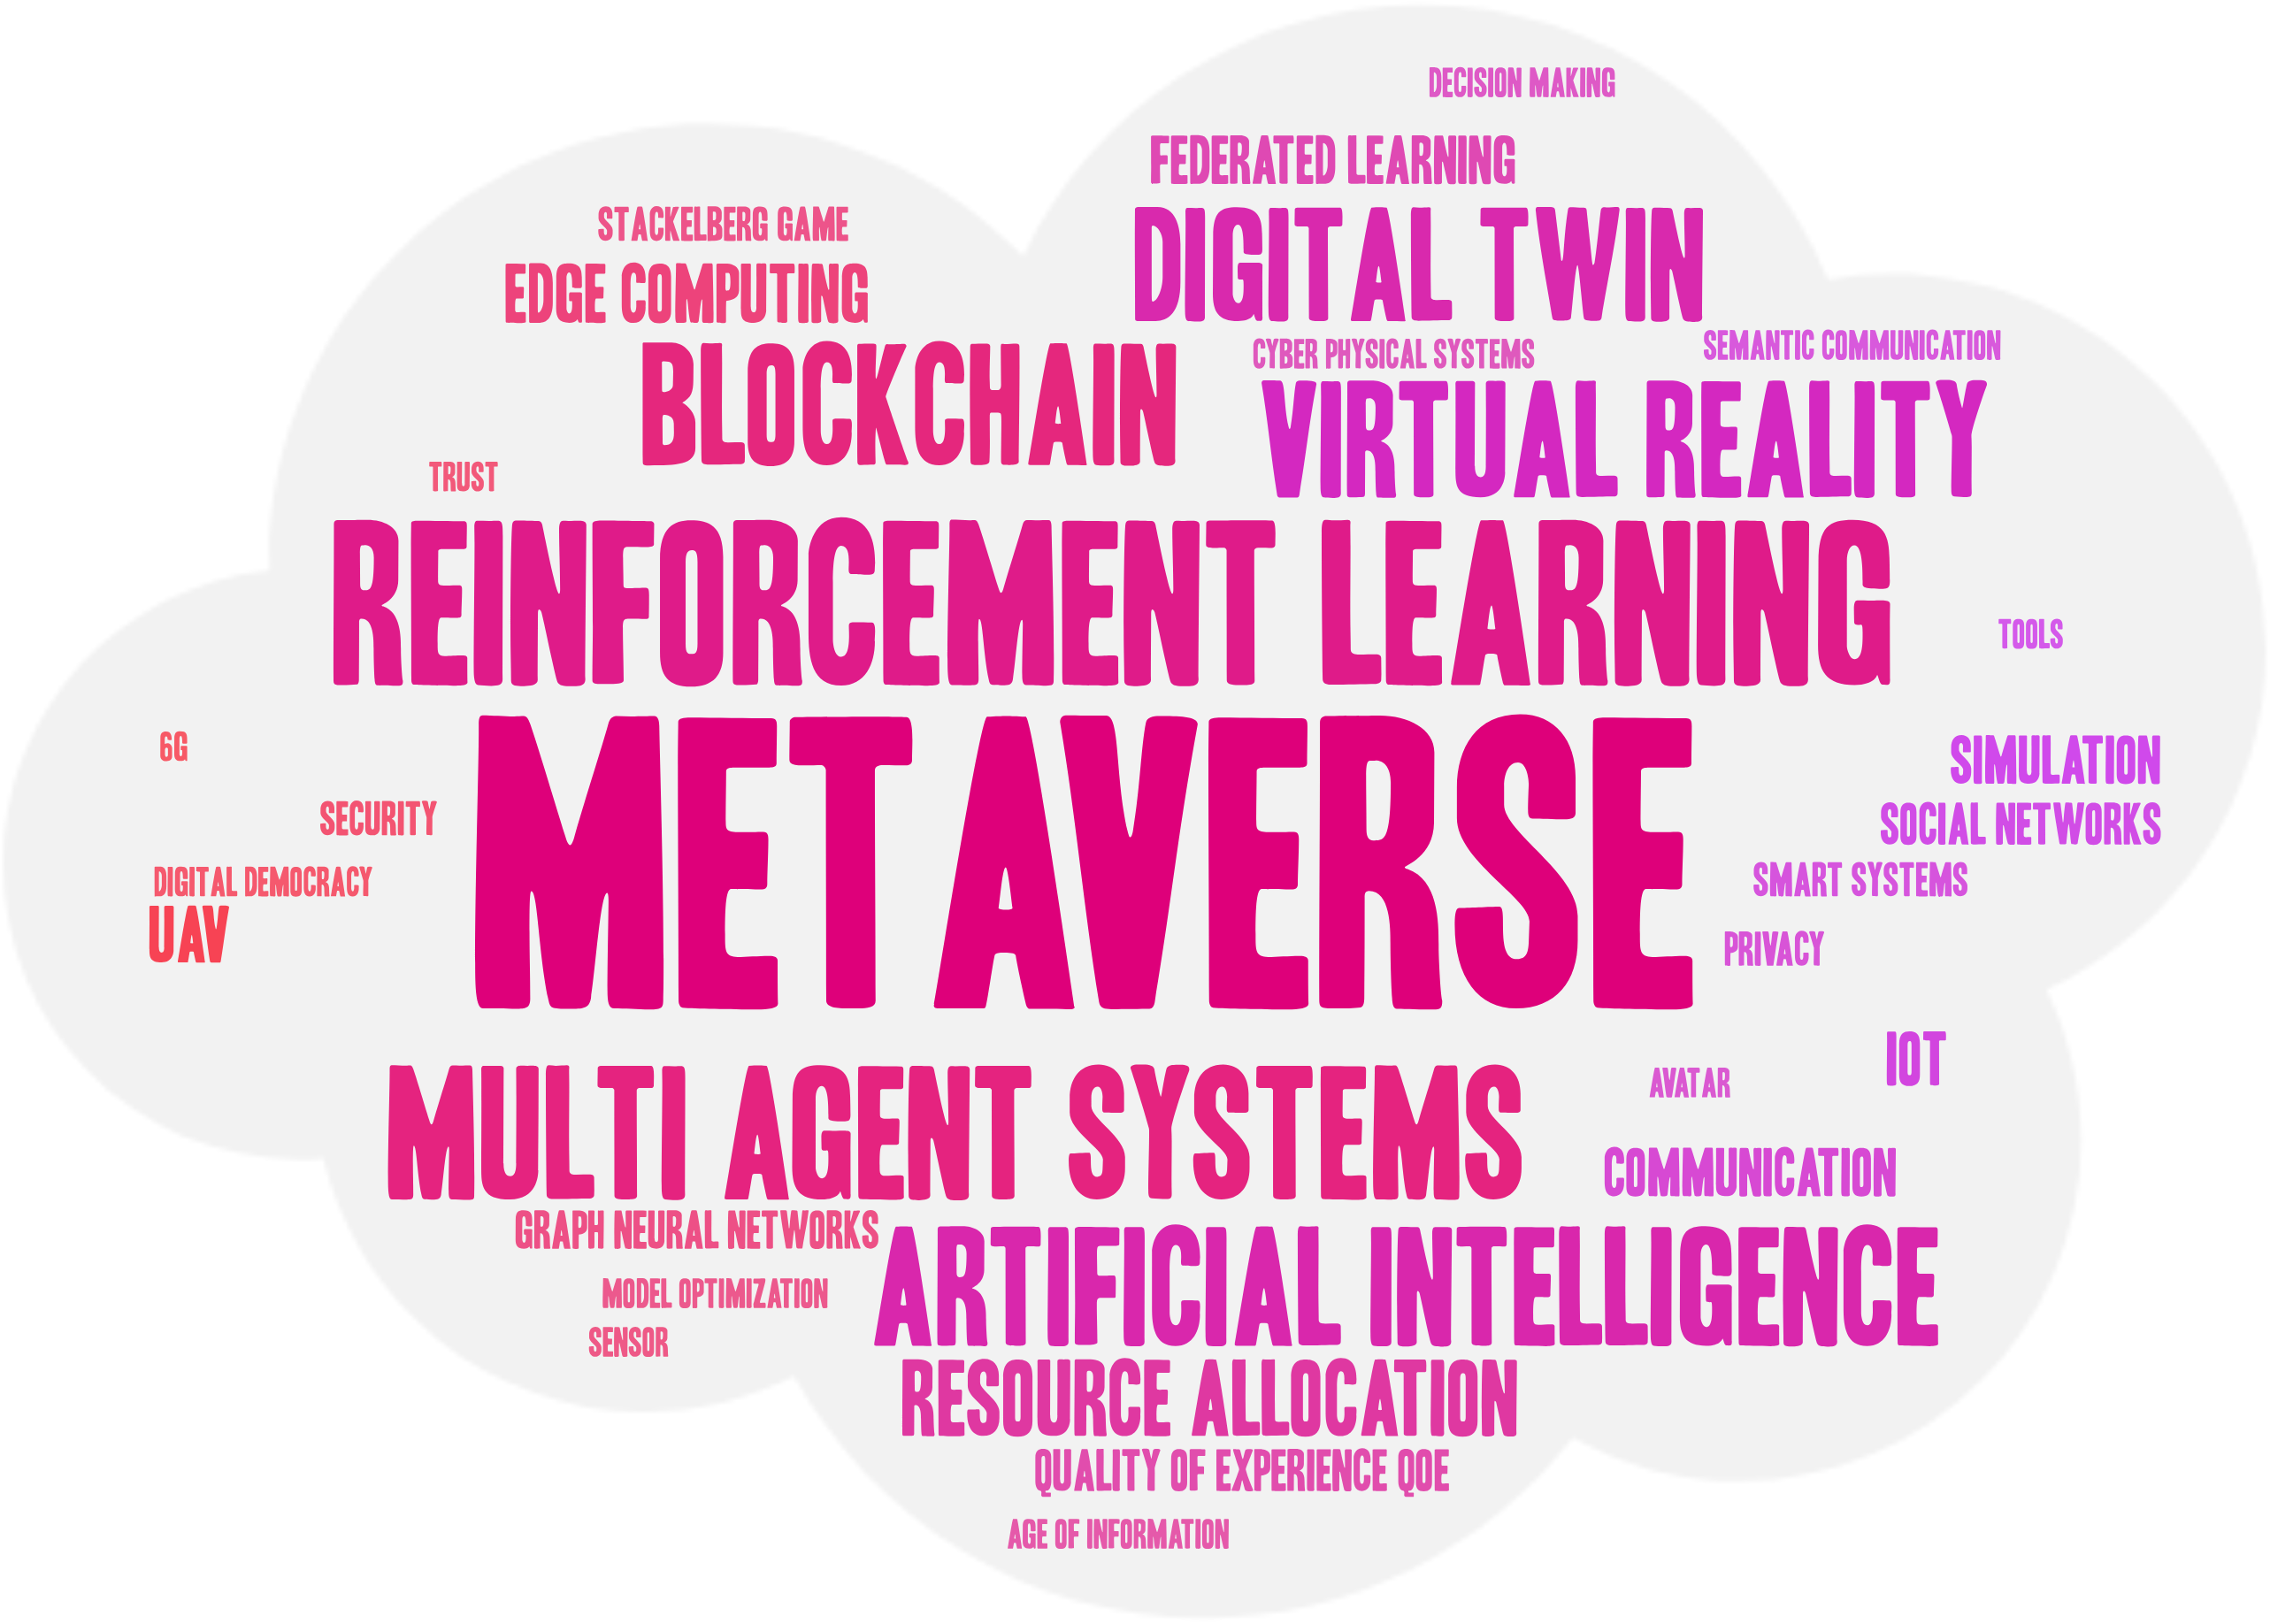 DECISION MAKING
FEDERATED LEARNING
STACKELBERG GAME
DIGITAL TWIN
EDGE COMPUTING
CYBER PHYSICAL SYSTEMS
SEMANTIC COMMUNICATION
BLOCKCHAIN
VIRTUAL REALITY
TRUST
REINFORCEMENT LEARNING
TOOLS
METAVERSE
6G
SIMULATION
SECURITY
SOCIAL NETWORKS
DIGITAL DEMOCRACY
SMART SYSTEMS
UAV
PRIVACY
IOT
AVATAR
MULTI AGENT SYSTEMS
COMMUNICATION
GRAPH NEURAL NETWORKS
ARTIFICIAL INTELLIGENCE
MODEL OPTIMIZATION
SENSOR
RESOURCE ALLOCATION
QUALITY OF EXPERIENCE QOE
AGE OF INFORMATION